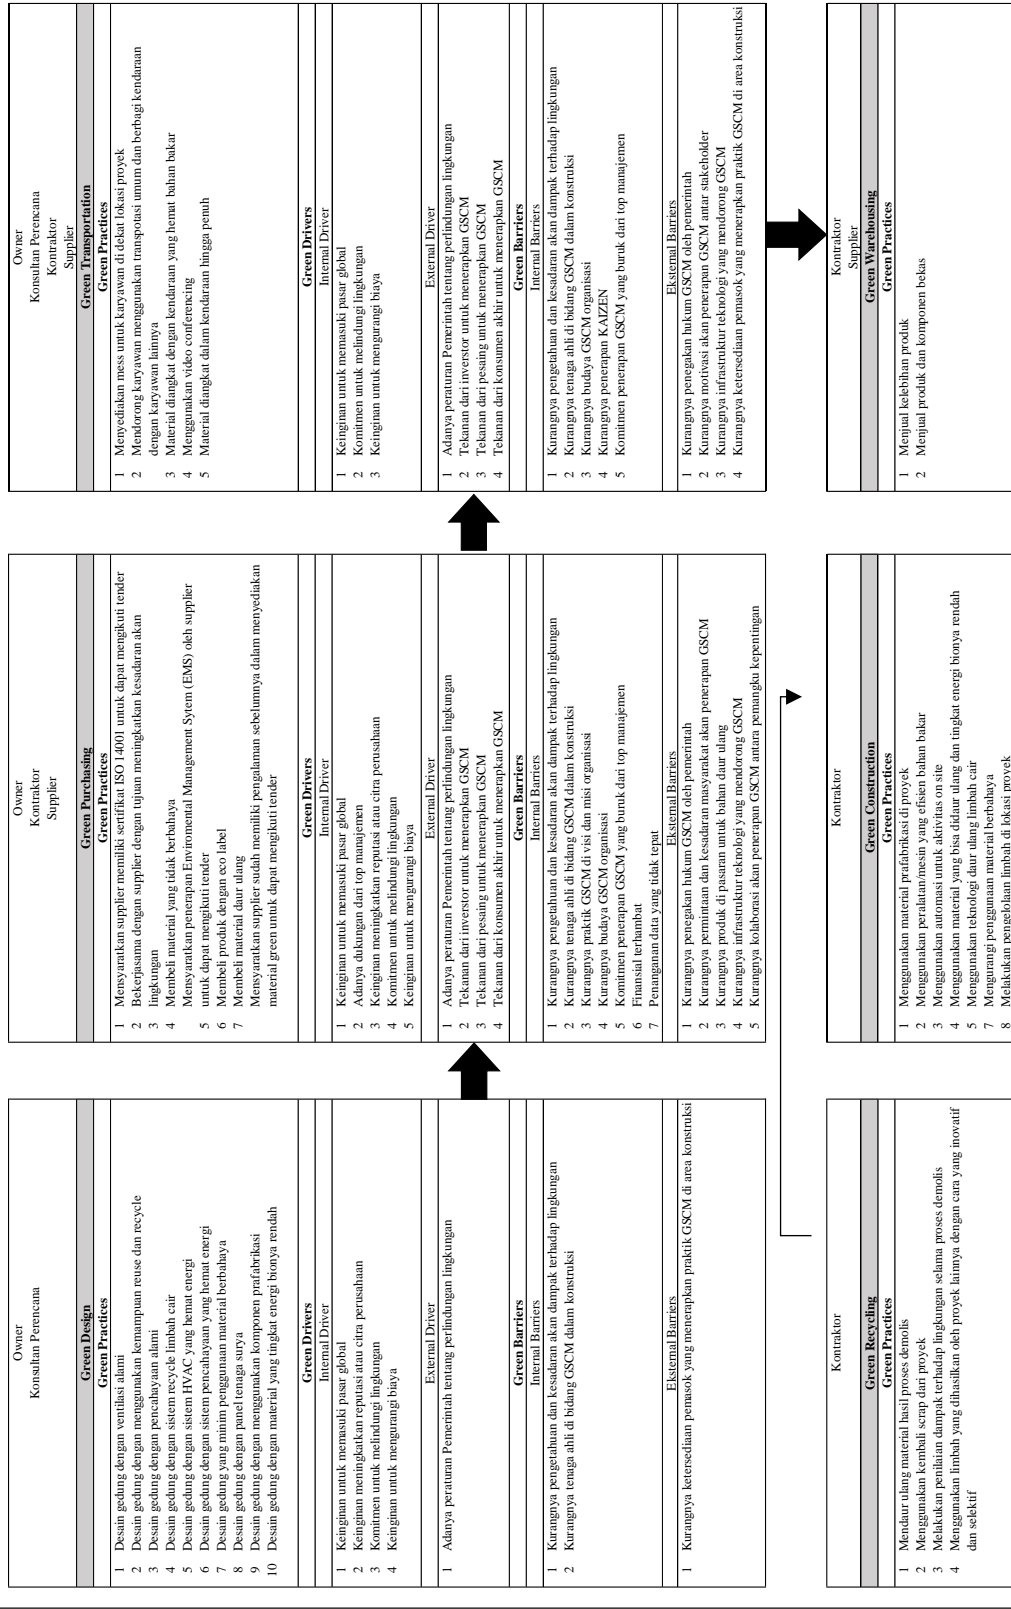 Owner
Konsultan Perencana
Green Design
Green Practices
1 Desain gedung dengan ventilasi alami
2 Desain gedung dengan menggunakan kemampuan reuse dan recycle
3 Desain gedung dengan pencahayaan alami
4 Desain gedung dengan sistem recycle limbah cair
5 Desain gedung dengan sistem HVAC yang hemat energi
6 Desain gedung dengan sistem pencahayaan yang hemat energi
7 Desain gedung yang minim penggunaan material berbahaya
8 Desain gedung dengan panel tenaga surya
9 Desain gedung dengan menggunakan komponen prafabrikasi
10 Desain gedung dengan material yang tingkat energi bionya rendah
Green Drivers
Internal Driver
1 Keinginan untuk memasuki pasar global
2 Keinginan meningkatkan reputasi atau citra perusahaan
3 Komitmen untuk melindungi lingkungan
4 Keinginan untuk mengurangi biaya
External Driver
1 Adanya peraturan Pemerintah tentang perlindungan lingkungan
Green Barriers
Internal Barriers
1 Kurangnya pengetahuan dan kesadaran akan dampak terhadap lingkungan
2 Kurangnya tenaga ahli di bidang GSCM dalam konstruksi
Eksternal Barriers
1 Kurangnya ketersediaan pemasok yang menerapkan praktik GSCM di area konstruksi
Owner
Kontraktor
Supplier
Green Purchasing
Green Practices
1 Mensyaratkan supplier memiliki sertifikat ISO 14001 untuk dapat mengikuti tender
2 Bekerjasama dengan supplier dengan tujuan meningkatkan kesadaran akan
3 lingkungan
4 Membeli material yang tidak berbahaya
Mensyaratkan penerapan Enviromental Management Sytem (EMS) oleh supplier
5 untuk dapat mengikuti tender
6 Membeli produk dengan eco label
7 Membeli material daur ulang
Mensyaratkan supplier sudah memiliki pengalaman sebelumnya dalam menyediakan
material green untuk dapat mengikuti tender
Green Drivers
Internal Driver
1 Keinginan untuk memasuki pasar global
2 Adanya dukungan dari top manajemen
3 Keinginan meningkatkan reputasi atau citra perusahaan
4 Komitmen untuk melindungi lingkungan
5 Keinginan untuk mengurangi biaya
External Driver
1 Adanya peraturan Pemerintah tentang perlindungan lingkungan
2 Tekanan dari inverstor untuk menerapkan GSCM
3 Tekanan dari pesaing untuk menerapkan GSCM
4 Tekanan dari konsumen akhir untuk menerapkan GSCM
Green Barriers
Internal Barriers
1 Kurangnya pengetahuan dan kesadaran akan dampak terhadap lingkungan
2 Kurangnya tenaga ahli di bidang GSCM dalam konstruksi
3 Kurangnya praktik GSCM di visi dan misi organisasi
4 Kurangnya budaya GSCM organisasi
5 Komitmen penerapan GSCM yang buruk dari top manajemen
6 Finansial terhambat
7 Penanganan data yang tidak tepat
Eksternal Barriers
1 Kurangnya penegakan hukum GSCM oleh pemerintah
2 Kurangnya permintaan dan kesadaran masyarakat akan penerapan GSCM
3 Kurangnya produk di pasaran untuk bahan daur ulang
4 Kurangnya infrastruktur teknologi yang mendorong GSCM
5 Kurangnya kolaborasi akan penerapan GSCM antara pemangku kepentingan
Owner
Konsultan Perencana
Kontraktor
Supplier
Green Transportation
Green Practices
1 Menyediakan mess untuk karyawan di dekat lokasi proyek
2 Mendorong karyawan menggunakan transpotasi umum dan berbagi kendaraan
dengan karyawan lainnya
3 Material diangkat dengan kendaraan yang hemat bahan bakar
4 Menggunakan video conferencing
5 Material diangkat dalam kendaraan hingga penuh
Green Drivers
Internal Driver
1 Keinginan untuk memasuki pasar global
2 Komitmen untuk melindungi lingkungan
3 Keinginan untuk mengurangi biaya
External Driver
1 Adanya peraturan Pemerintah tentang perlindungan lingkungan
2 Tekanan dari inverstor untuk menerapkan GSCM
3 Tekanan dari pesaing untuk menerapkan GSCM
4 Tekanan dari konsumen akhir untuk menerapkan GSCM
Green Barriers
Internal Barriers
1 Kurangnya pengetahuan dan kesadaran akan dampak terhadap lingkungan
2 Kurangnya tenaga ahli di bidang GSCM dalam konstruksi
3 Kurangnya budaya GSCM organisasi
4 Kurangnya penerapan KAIZEN
5 Komitmen penerapan GSCM yang buruk dari top manajemen
Eksternal Barriers
1 Kurangnya penegakan hukum GSCM oleh pemerintah
2 Kurangnya motivasi akan penerapan GSCM antar stakeholder
3 Kurangnya infrastruktur teknologi yang mendorong GSCM
4 Kurangnya ketersediaan pemasok yang menerapkan praktik GSCM di area konstruksi
Kontraktor
Green Recycling
Green Practices
1 Mendaur ulang material hasil proses demolis
2 Menggunakan kembali scrap dari proyek
3 Melakukan penilaian dampak terhadap lingkungan selama proses demolis
4 Menggunakan limbah yang dihasilkan oleh proyek lainnya dengan cara yang inovatif
dan selektif
Kontraktor
Green Construction
Green Practices
1 Menggunakan material prafabrikasi di proyek
2 Menggunakan peralatan/mesin yang efisien bahan bakar
3 Menggunakan automasi untuk aktivitas on site
4 Menggunakan material yang bisa didaur ulang dan tingkat energi bionya rendah
5 Menggunakan teknologi daur ulang limbah cair
7 Mengurangi penggunaan material berbahaya
8 Melakukan pengelolaan limbah di lokasi proyek
Kontraktor
Supplier
Green Warehousing
Green Practices
1 Menjual kelebihan produk
2 Menjual produk dan komponen bekas